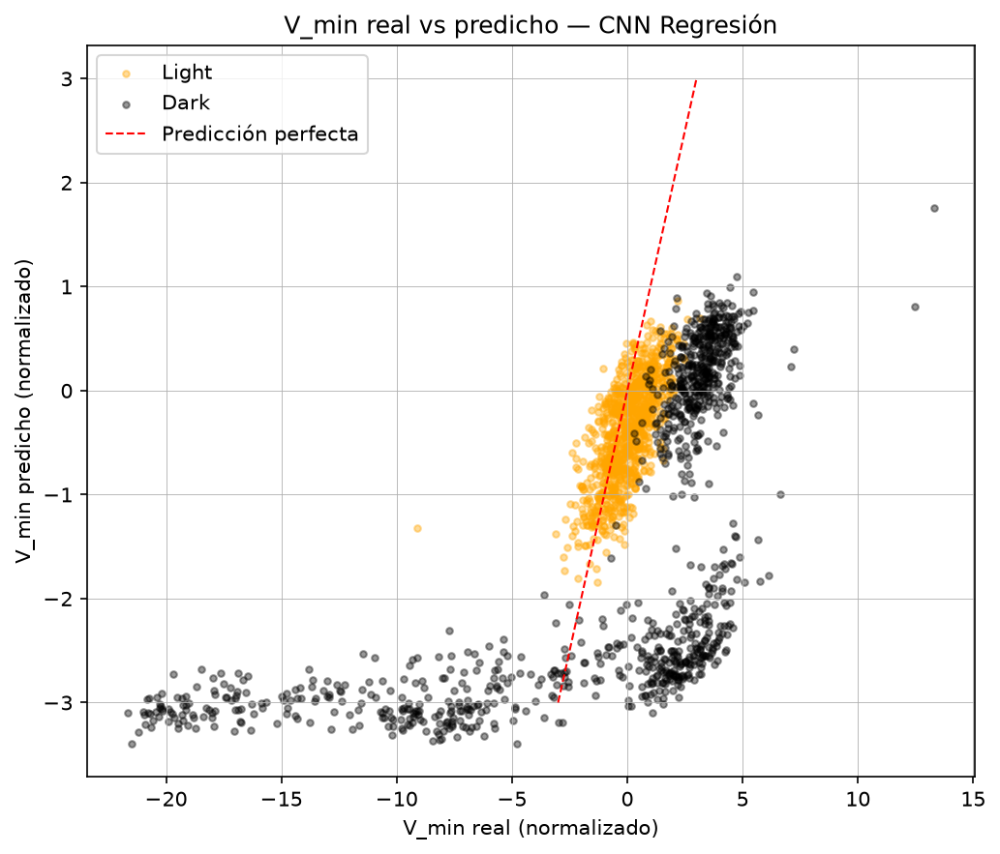 V_min real vs predicho — CNN Regresión
Light
Dark
Predicción perfecta
V_min predicho (normalizado)
3
2
1
0
−1
−2
−3
−20
−15
−10
−5
0
5
10
15
V_min real (normalizado)